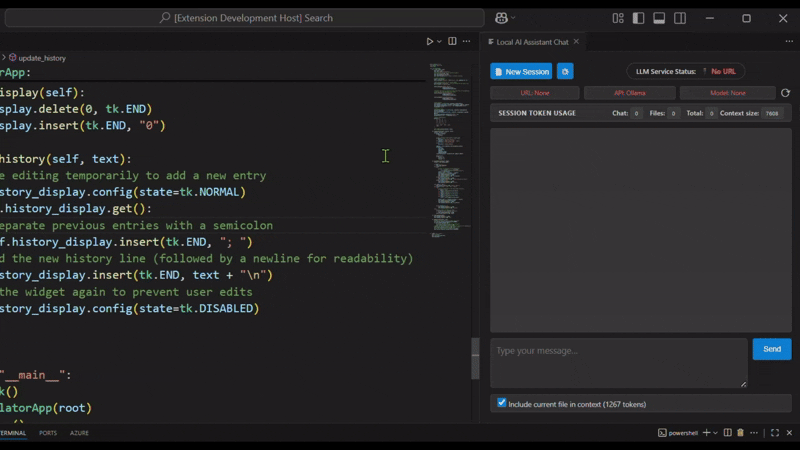 [Extension Development Host] Search
update_history
rApp:
isplay(self):
splay.delete(0, tk.END)
splay.insert(tk.END, "0")
history(self, text):
e editing temporarily to add a new entry
story_display.config(state=tk.NORMAL)
.history_display.get():
eparate previous entries with a semicolon
f.history_display.insert(tk.END, "; ")
d the new history line (followed by a newline for readability)
story_display.insert(tk.END, text + "\n")
the widget again to prevent user edits
story_display.config(state=tk.DISABLED)
"__main__":
k()
latorApp(root)
TERMINAL PORTS AZURE
powershell
Local AI Assistant Chat
New Session
LLM Service Status: No URL
URL: None API: Ollama Model: None
SESSION TOKEN USAGE Chat: 0 Files: 0 Total: 0 Context size: 7608
Type your message...
Send
Include current file in context (1267 tokens)